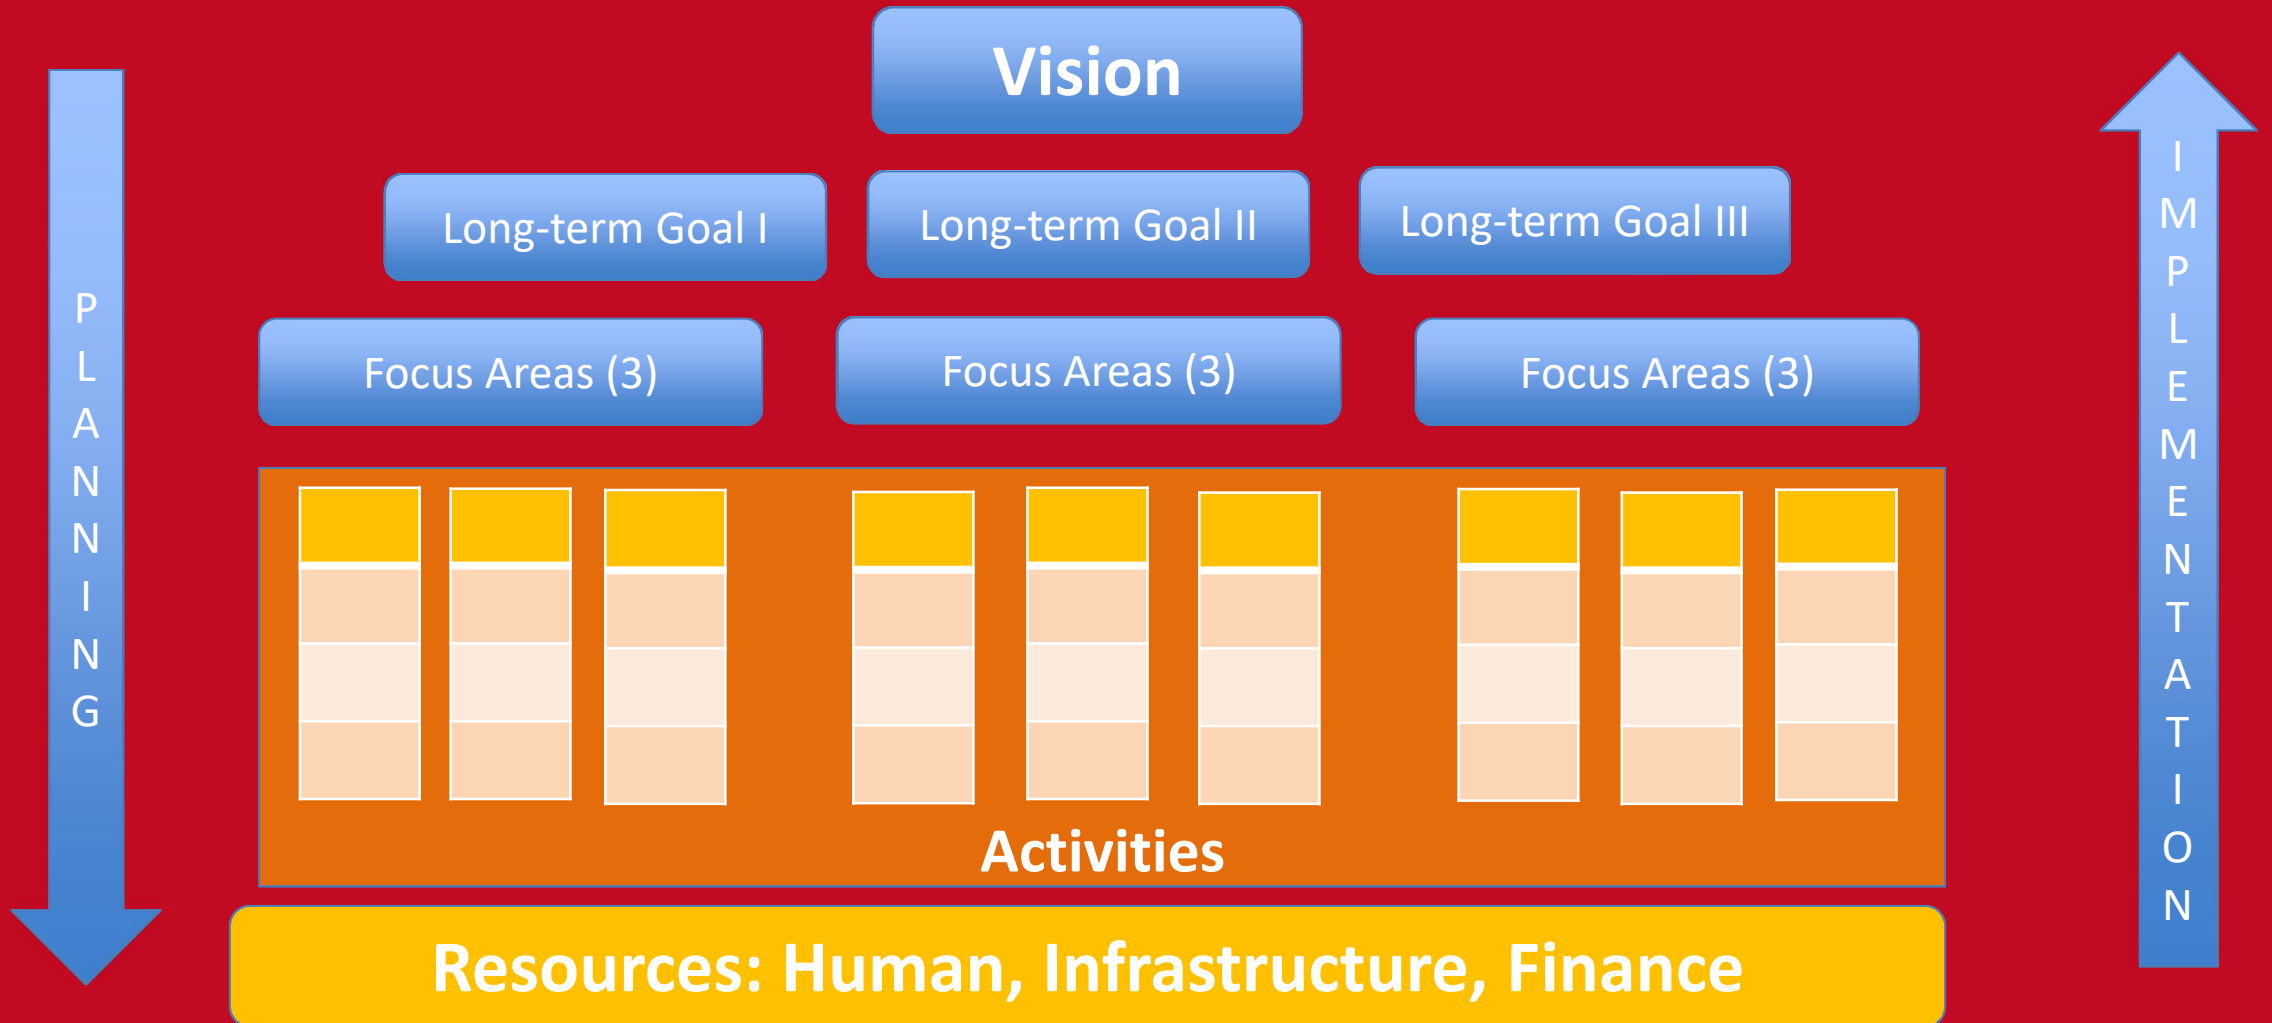 Vision
Long-term Goal I
Long-term Goal II
Long-term Goal III
Focus Areas (3)
Focus Areas (3)
Focus Areas (3)
Activities
Resources: Human, Infrastructure, Finance
PLANNING
IMPLEMENTATION